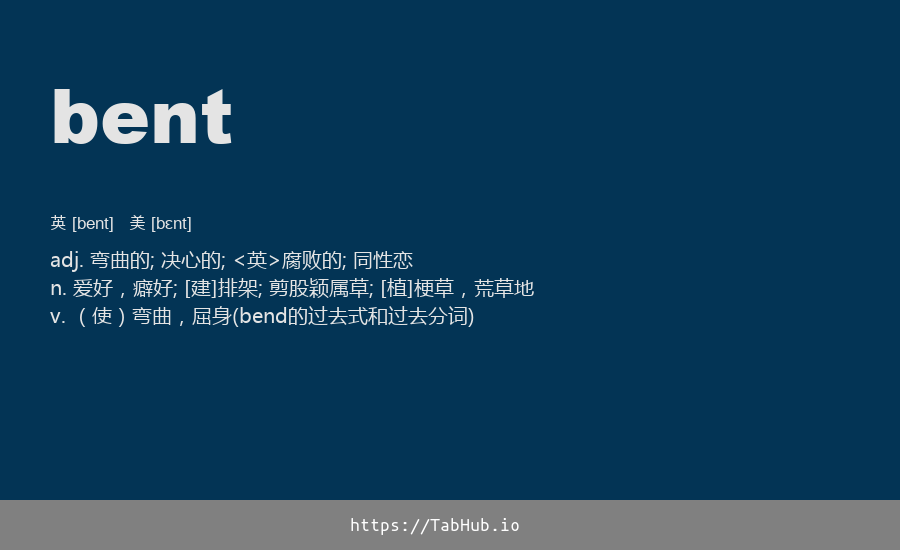 bent
英 [bent] 美 [bɛnt]
adj. 弯曲的; 决心的; <英>腐败的; 同性恋
n. 爱好，癖好; [建]排架; 剪股颖属草; [植]梗草，荒草地
v. （使）弯曲，屈身(bend的过去式和过去分词)
https://TabHub.io